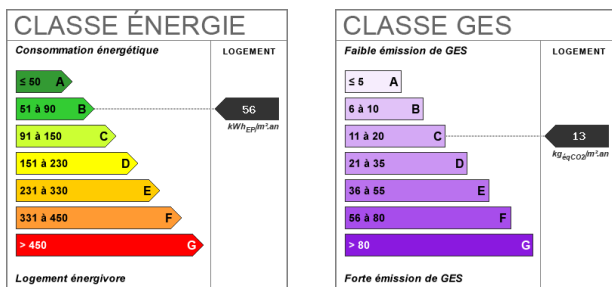 CLASSE ÉNERGIE
Consommation énergétique
LOGEMENT
≤ 50 A
51 à 90 B
56
kWhEP/m².an
91 à 150 C
151 à 230 D
231 à 330 E
331 à 450 F
> 450 G
Logement énergivore
CLASSE GES
Faible émission de GES
LOGEMENT
≤ 5 A
6 à 10 B
11 à 20 C
13
kgéqCO2/m².an
21 à 35 D
36 à 55 E
56 à 80 F
> 80 G
Forte émission de GES